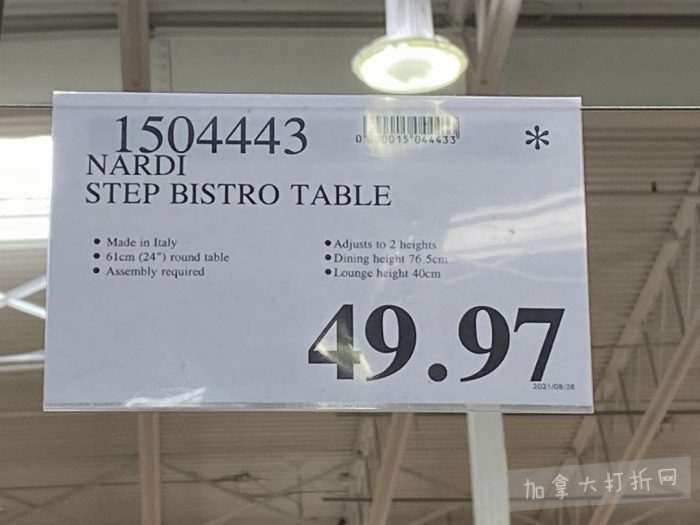 1504443
*
NARDI
STEP BISTRO TABLE
• Made in Italy
• 61cm (24") round table
• Assembly required
• Adjusts to 2 heights
• Dining height 76.5cm
• Lounge height 40cm
49.97
2021/08/26
加拿大打折网